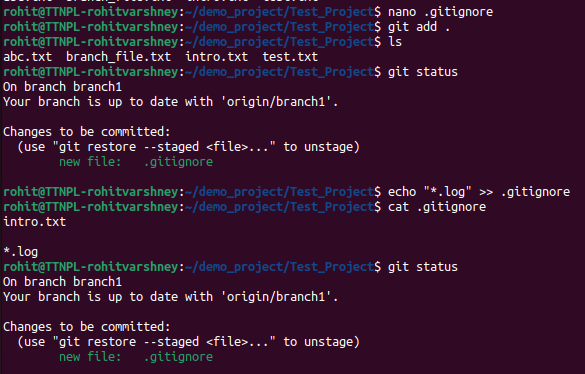 rohit@TTNPL-rohitvarshney:~/demo_project/Test_Project$ nano .gitignore
rohit@TTNPL-rohitvarshney:~/demo_project/Test_Project$ git add .
rohit@TTNPL-rohitvarshney:~/demo_project/Test_Project$ ls
abc.txt  branch_file.txt  intro.txt  test.txt
rohit@TTNPL-rohitvarshney:~/demo_project/Test_Project$ git status
On branch branch1
Your branch is up to date with 'origin/branch1'.

Changes to be committed:
  (use "git restore --staged <file>..." to unstage)
        new file:   .gitignore

rohit@TTNPL-rohitvarshney:~/demo_project/Test_Project$ echo "*.log" >> .gitignore
rohit@TTNPL-rohitvarshney:~/demo_project/Test_Project$ cat .gitignore
intro.txt

*.log
rohit@TTNPL-rohitvarshney:~/demo_project/Test_Project$ git status
On branch branch1
Your branch is up to date with 'origin/branch1'.

Changes to be committed:
  (use "git restore --staged <file>..." to unstage)
        new file:   .gitignore